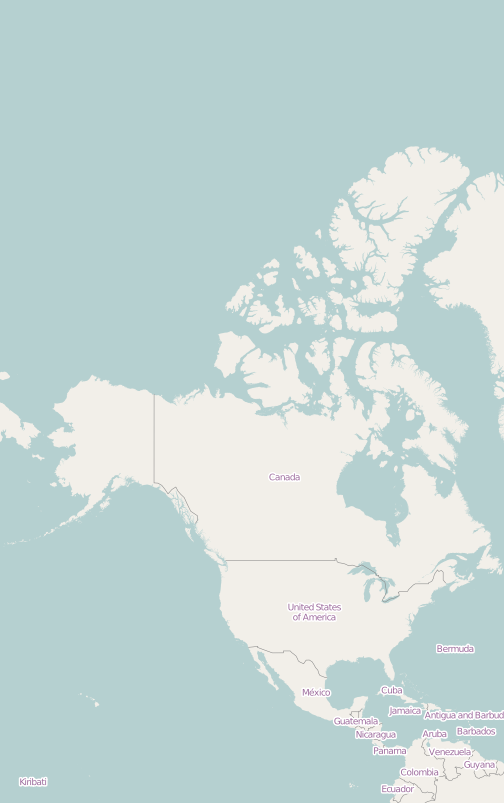 Canada
United States
of America
Bermuda
México
Cuba
Jamaica
Antigua and Barbud
Guatemala
Barbados
Nicaragua
Aruba
Panama
Venezuela
Guyana
Colombia
Kiribati
Ecuador